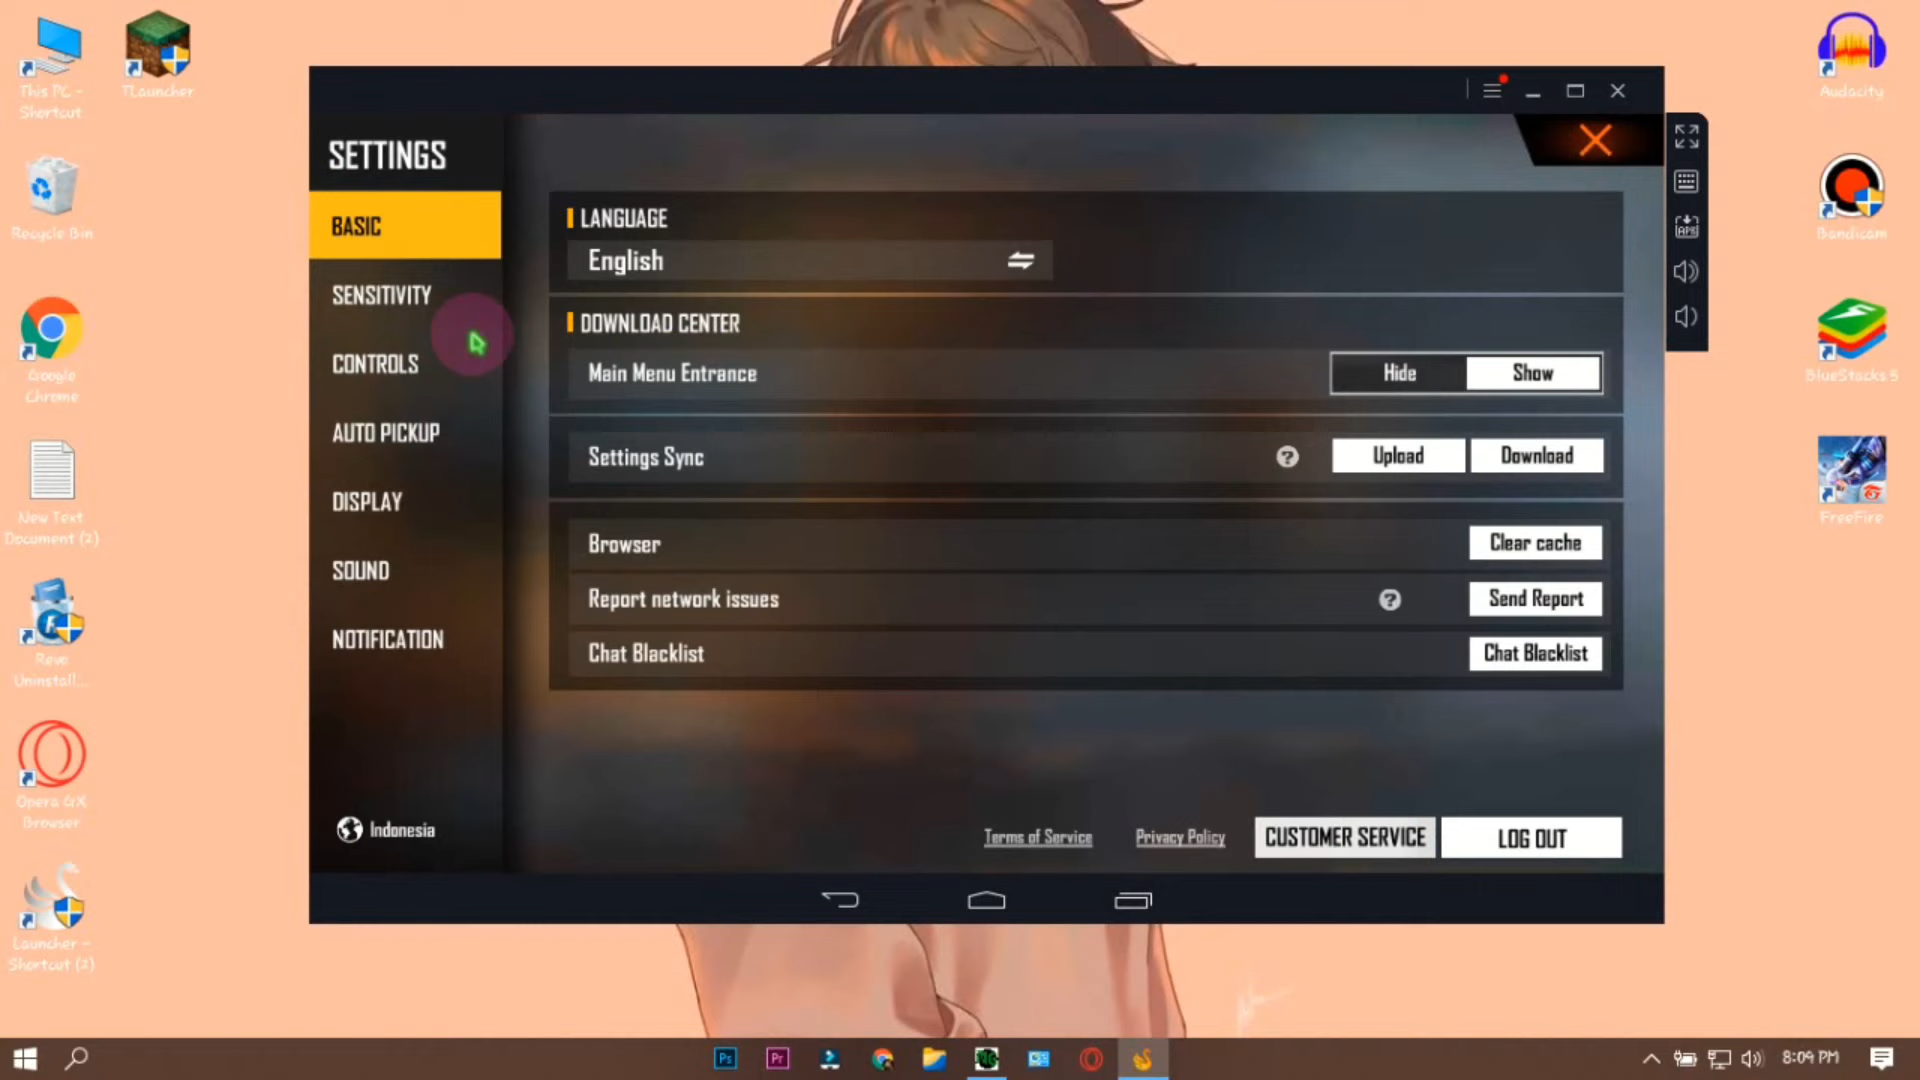 This PC -
Shortcut
TLauncher
Recycle Bin
Google
Chrome
New Text
Document (2)
Revo
Uninstall...
Opera GX
Browser
Launcher -
Shortcut (2)
Audacity
Bandicam
BlueStacks 5
FreeFire
APK
SETTINGS
BASIC
SENSITIVITY
CONTROLS
AUTO PICKUP
DISPLAY
SOUND
NOTIFICATION
Indonesia
LANGUAGE
English
DOWNLOAD CENTER
Main Menu Entrance
Hide
Show
Settings Sync
?
Upload
Download
Browser
Clear cache
Report network issues
?
Send Report
Chat Blacklist
Chat Blacklist
Terms of Service
Privacy Policy
CUSTOMER SERVICE
LOG OUT
Ps
Pr
8:09 PM